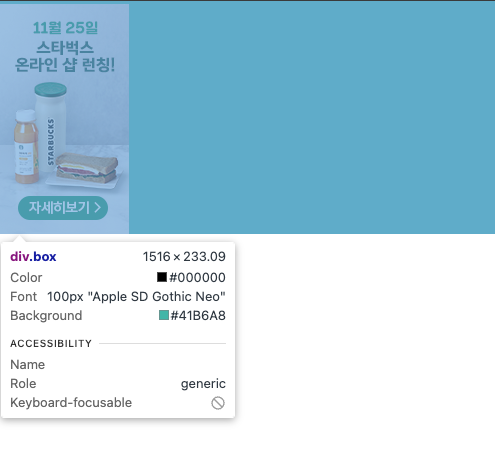 11월 25일
스타벅스
온라인 샵 런칭!
STARBUCKS
자세히보기 >
div.box 1516 × 233.09
Color #000000
Font 100px "Apple SD Gothic Neo"
Background #41B6A8
ACCESSIBILITY
Name
Role generic
Keyboard-focusable